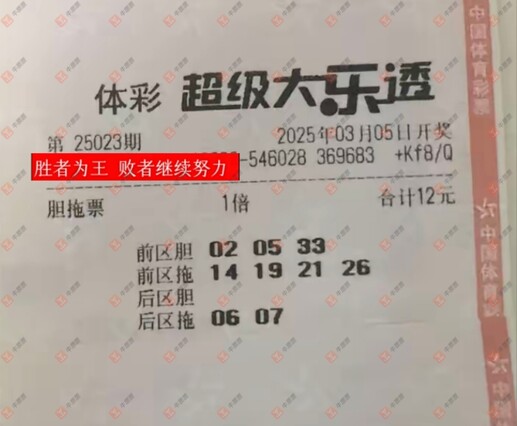 体彩 超级大乐透
第 25023期 2025年03月05日开奖
胜者为王 败者继续努力 -546028 369683 +Kf8/Q
胆拖票 1倍 合计12元
前区胆 02 05 33
前区拖 14 19 21 26
后区胆
后区拖 06 07
中国体育彩票
中国体育彩
中国体